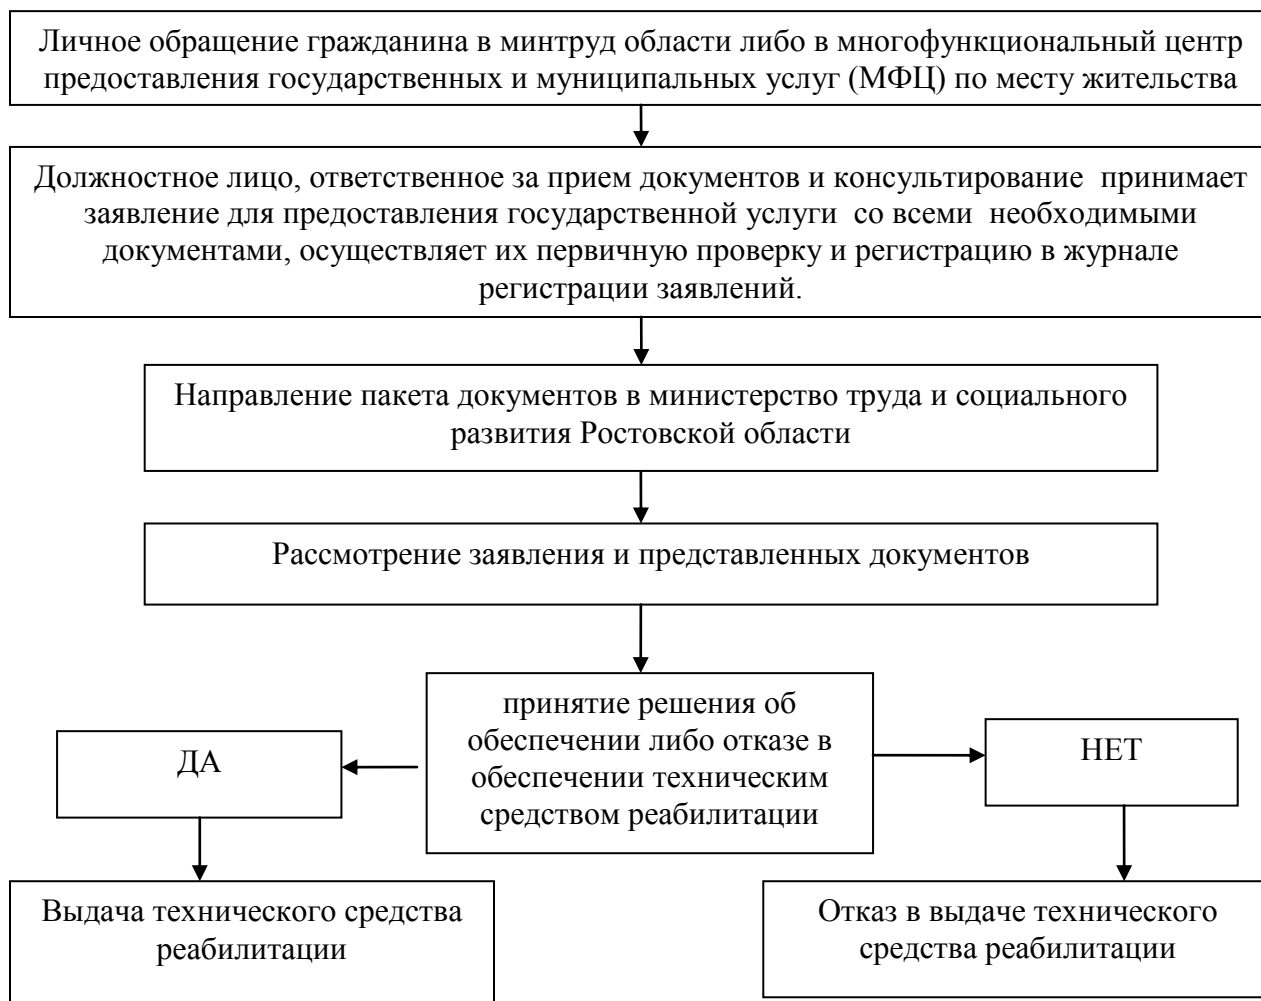 Личное обращение гражданина в минтруд области либо в многофункциональный центр
предоставления государственных и муниципальных услуг (МФЦ) по месту жительства
Должностное лицо, ответственное за прием документов и консультирование  принимает
заявление для предоставления государственной услуги  со всеми  необходимыми
документами, осуществляет их первичную проверку и регистрацию в журнале
регистрации заявлений.
Направление пакета документов в министерство труда и социального
развития Ростовской области
Рассмотрение заявления и представленных документов
принятие решения об
обеспечении либо отказе в
обеспечении техническим
средством реабилитации
ДА
НЕТ
Выдача технического средства
реабилитации
Отказ в выдаче технического
средства реабилитации